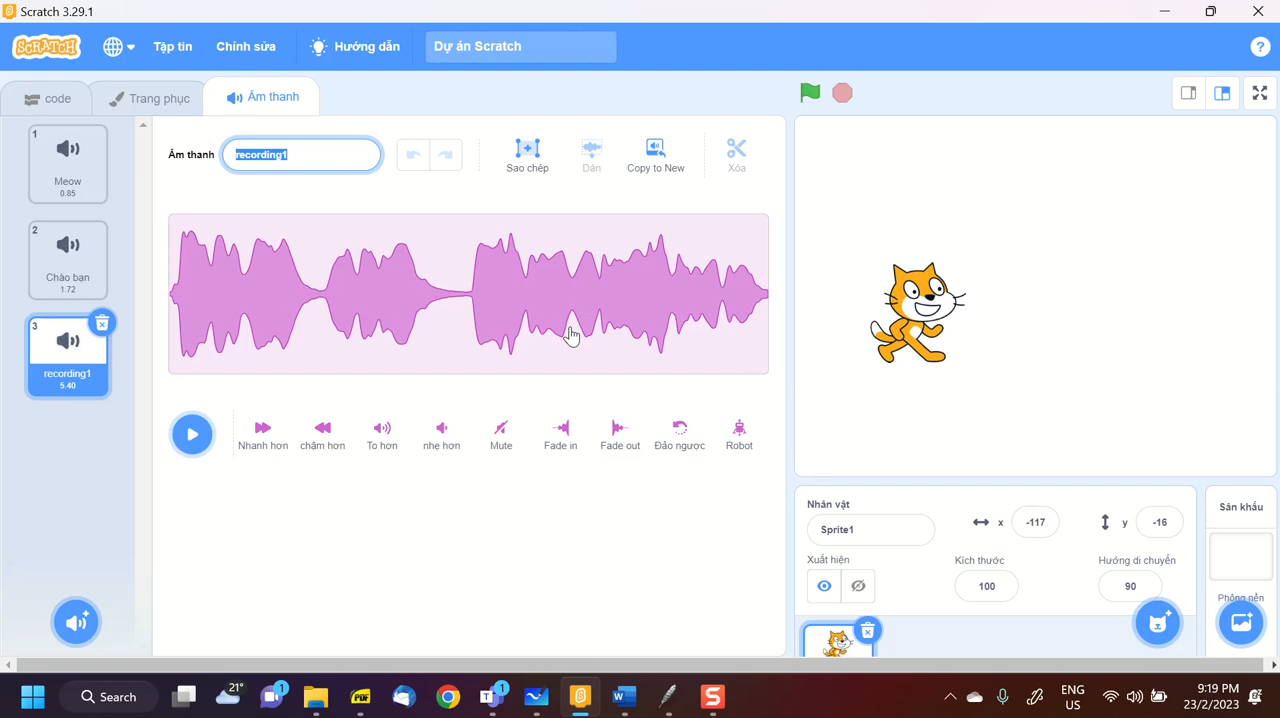 Scratch 3.29.1
SCRATCH
Tập tin
Chỉnh sửa
Hướng dẫn
Dự án Scratch
?
code
Trang phục
Âm thanh
1
Meow
0.85
2
Chào bạn
1.72
3
recording1
5.40
Âm thanh
recording1
Sao chép
Dán
Copy to New
Xóa
Nhanh hơn
chậm hơn
To hơn
nhẹ hơn
Mute
Fade in
Fade out
Đảo ngược
Robot
Nhân vật
Sprite1
x
-117
y
-16
Xuất hiện
Kích thước
100
Hướng di chuyển
90
Sân khấu
Phông nền
Search
21°
1
PDF
T
1
W
S
ENG
US
9:19 PM
23/2/2023